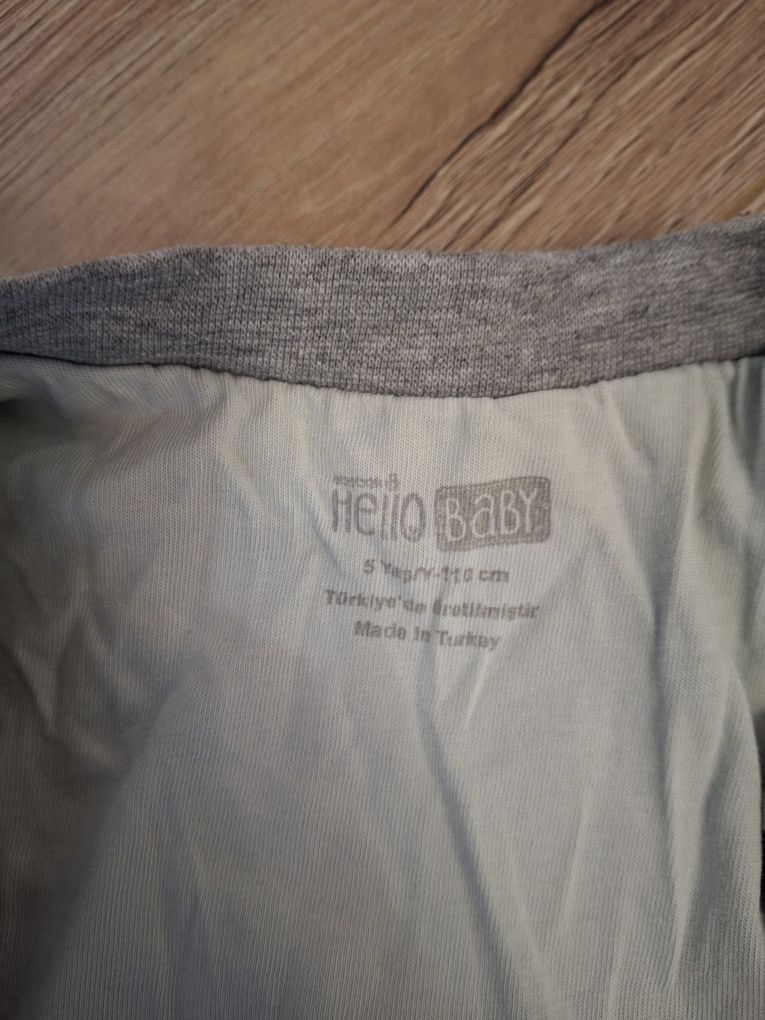 Hello BaBY
5 Yaş/Y-110 cm
Türkiye'de üretilmiştir
Made in Turkey